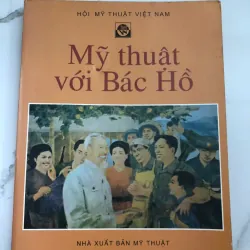 HỘI MỸ THUẬT VIỆT NAM
Mỹ thuật
với Bác Hồ
NHÀ XUẤT BẢN MỸ THUẬT